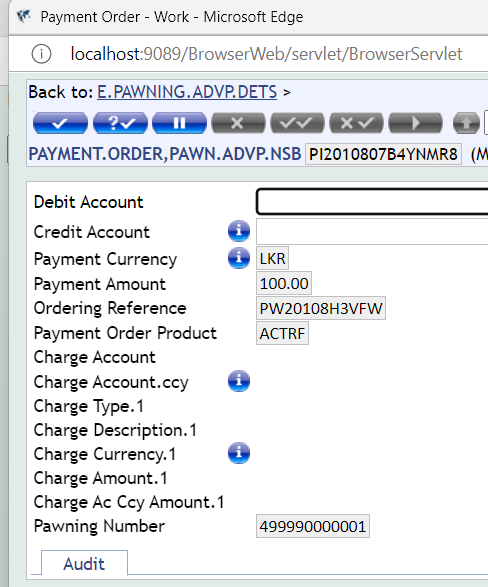 Payment Order - Work - Microsoft Edge
localhost:9089/BrowserWeb/servlet/BrowserServlet
Back to: E.PAWNING.ADVP.DETS >
PAYMENT.ORDER,PAWN.ADVP.NSB PI2010807B4YNMR8 (M
Debit Account
Credit Account
Payment Currency LKR
Payment Amount 100.00
Ordering Reference PW20108H3VFW
Payment Order Product ACTRF
Charge Account
Charge Account.ccy
Charge Type.1
Charge Description.1
Charge Currency.1
Charge Amount.1
Charge Ac Ccy Amount.1
Pawning Number 499990000001
Audit